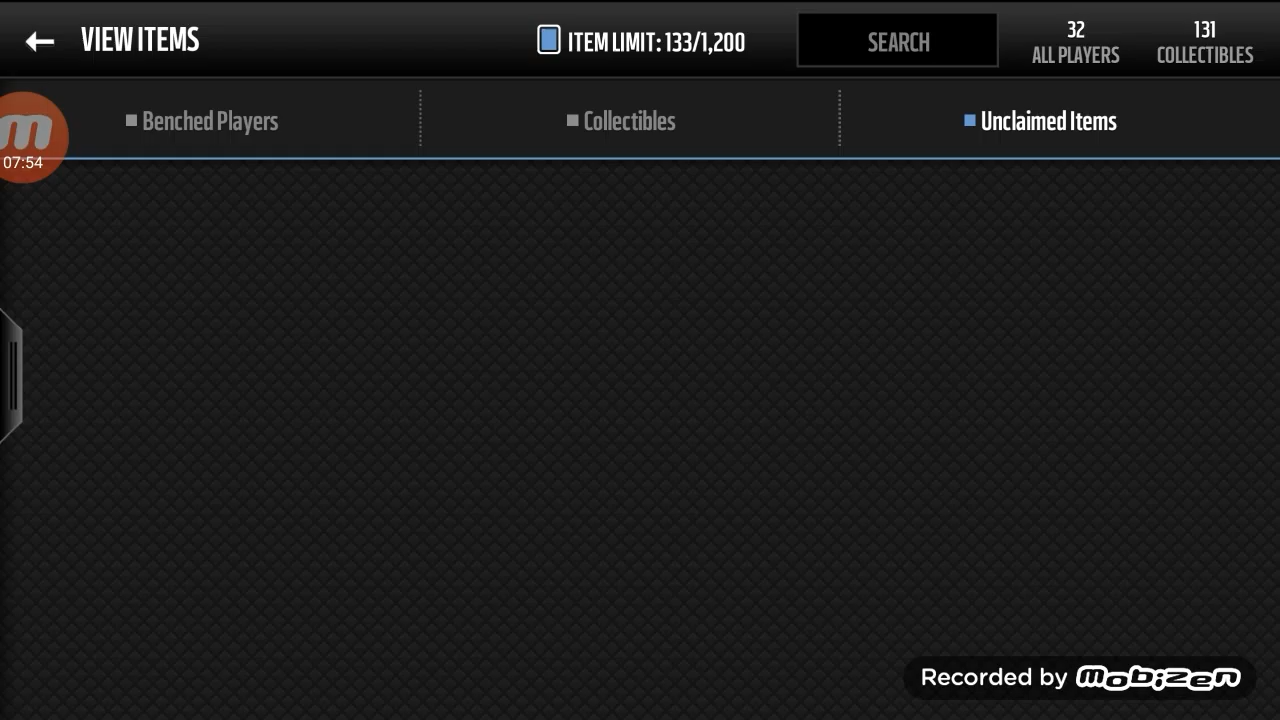 VIEW ITEMS
ITEM LIMIT: 133/1,200
SEARCH
32
ALL PLAYERS
131
COLLECTIBLES
Benched Players
Collectibles
Unclaimed Items
m
07:54
Recorded by mobizen